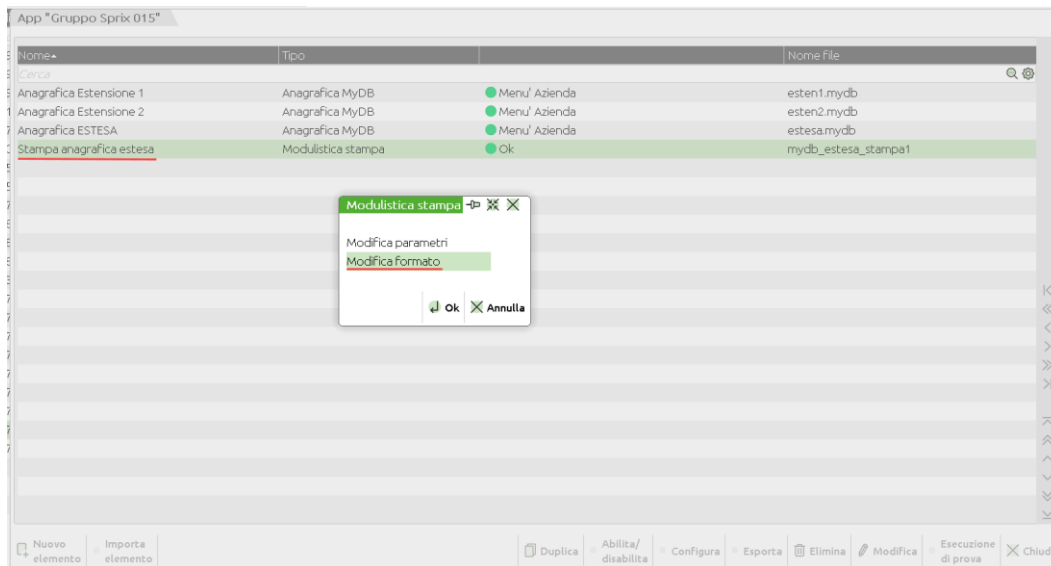 App "Gruppo Sprix 015"
Nome Tipo Nome file
Cerca
Anagrafica Estensione 1 Anagrafica MyDB Menu' Azienda esten1.mydb
Anagrafica Estensione 2 Anagrafica MyDB Menu' Azienda esten2.mydb
Anagrafica ESTESA Anagrafica MyDB Menu' Azienda estesa.mydb
Stampa anagrafica estesa Modulistica stampa Ok mydb_estesa_stampa1
Modulistica stampa
Modifica parametri
Modifica formato
Ok Annulla
Nuovo elemento Importa elemento Duplica Abilita/ disabilita Configura Esporta Elimina Modifica Esecuzione di prova Chiud